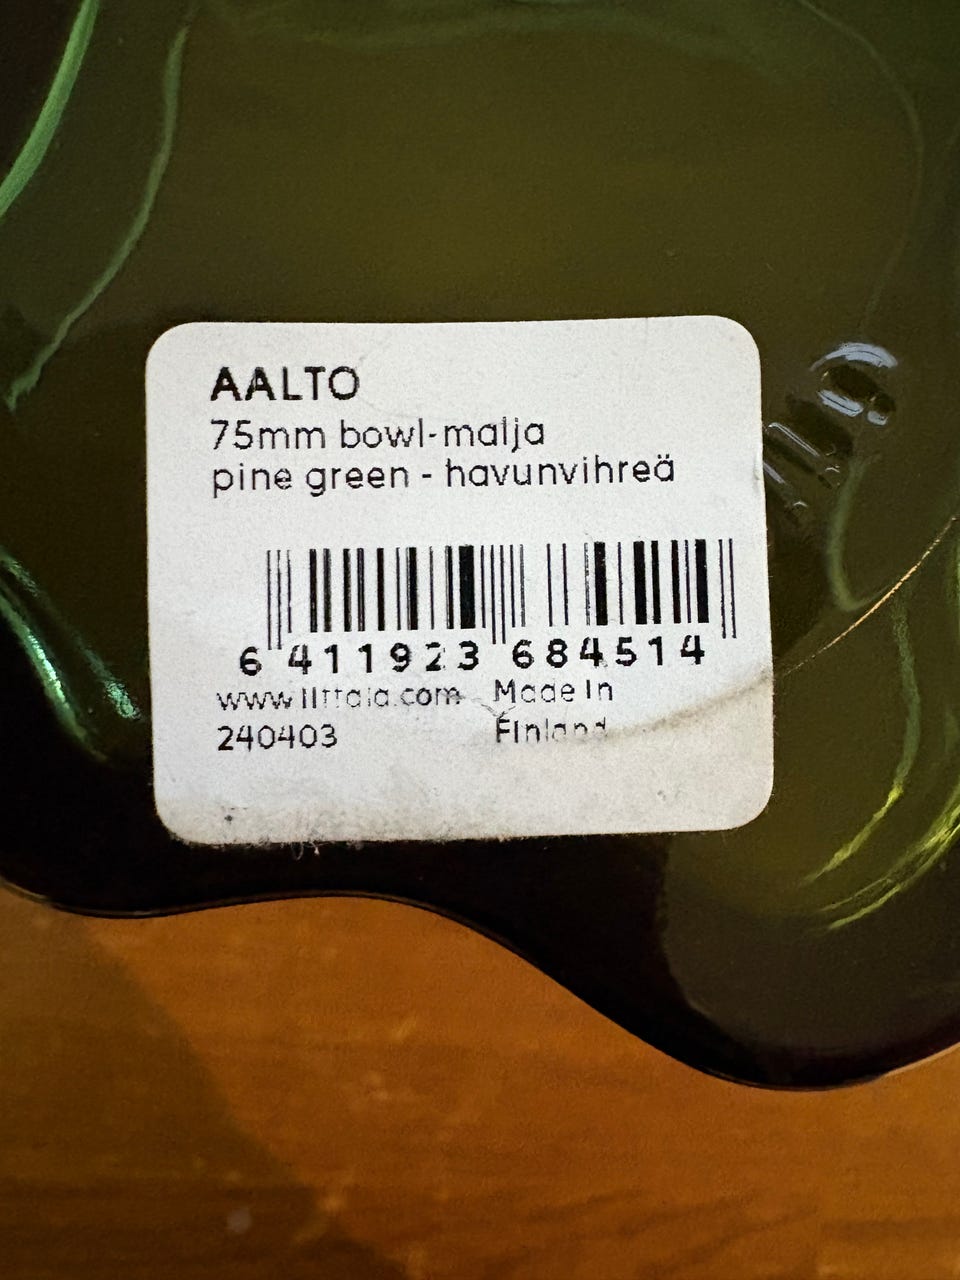 AALTO
75mm bowl-malja
pine green - havunvihreä
6 411923 684514
www.iittala.com Made in
240403 Finland